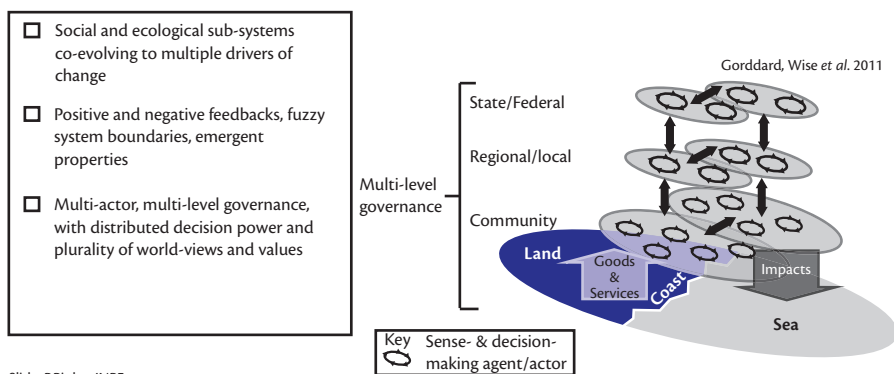 Social and ecological sub-systems
co-evolving to multiple drivers of
change
Positive and negative feedbacks, fuzzy
system boundaries, emergent
properties
Multi-actor, multi-level governance,
with distributed decision power and
plurality of world-views and values
Multi-level
governance
Gorddard, Wise et al. 2011
State/Federal
Regional/local
Community
Land
Goods
&
Services
Coast
Impacts
Sea
Key
Sense- & decision-
making agent/actor